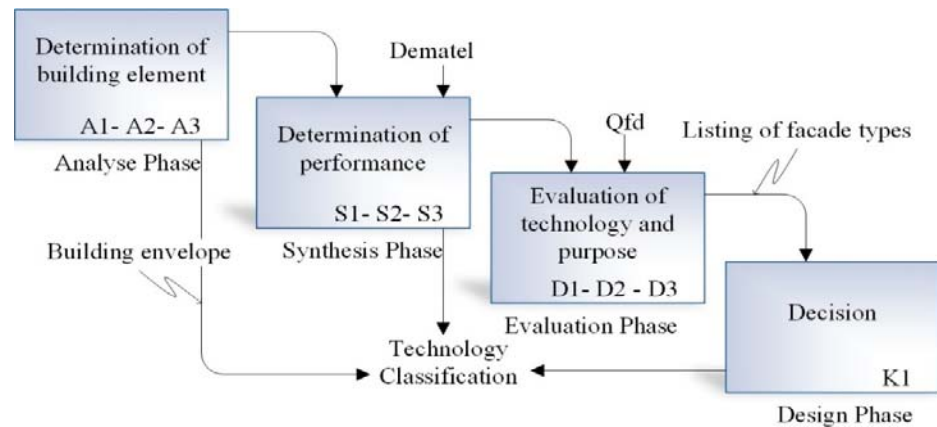 Determination of
building element
A1- A2- A3
Analyse Phase
Dematel
Determination of
performance
S1- S2- S3
Synthesis Phase
Qfd
Evaluation of
technology and
purpose
D1- D2 - D3
Evaluation Phase
Listing of facade types
Decision
K1
Design Phase
Building envelope
Technology
Classification